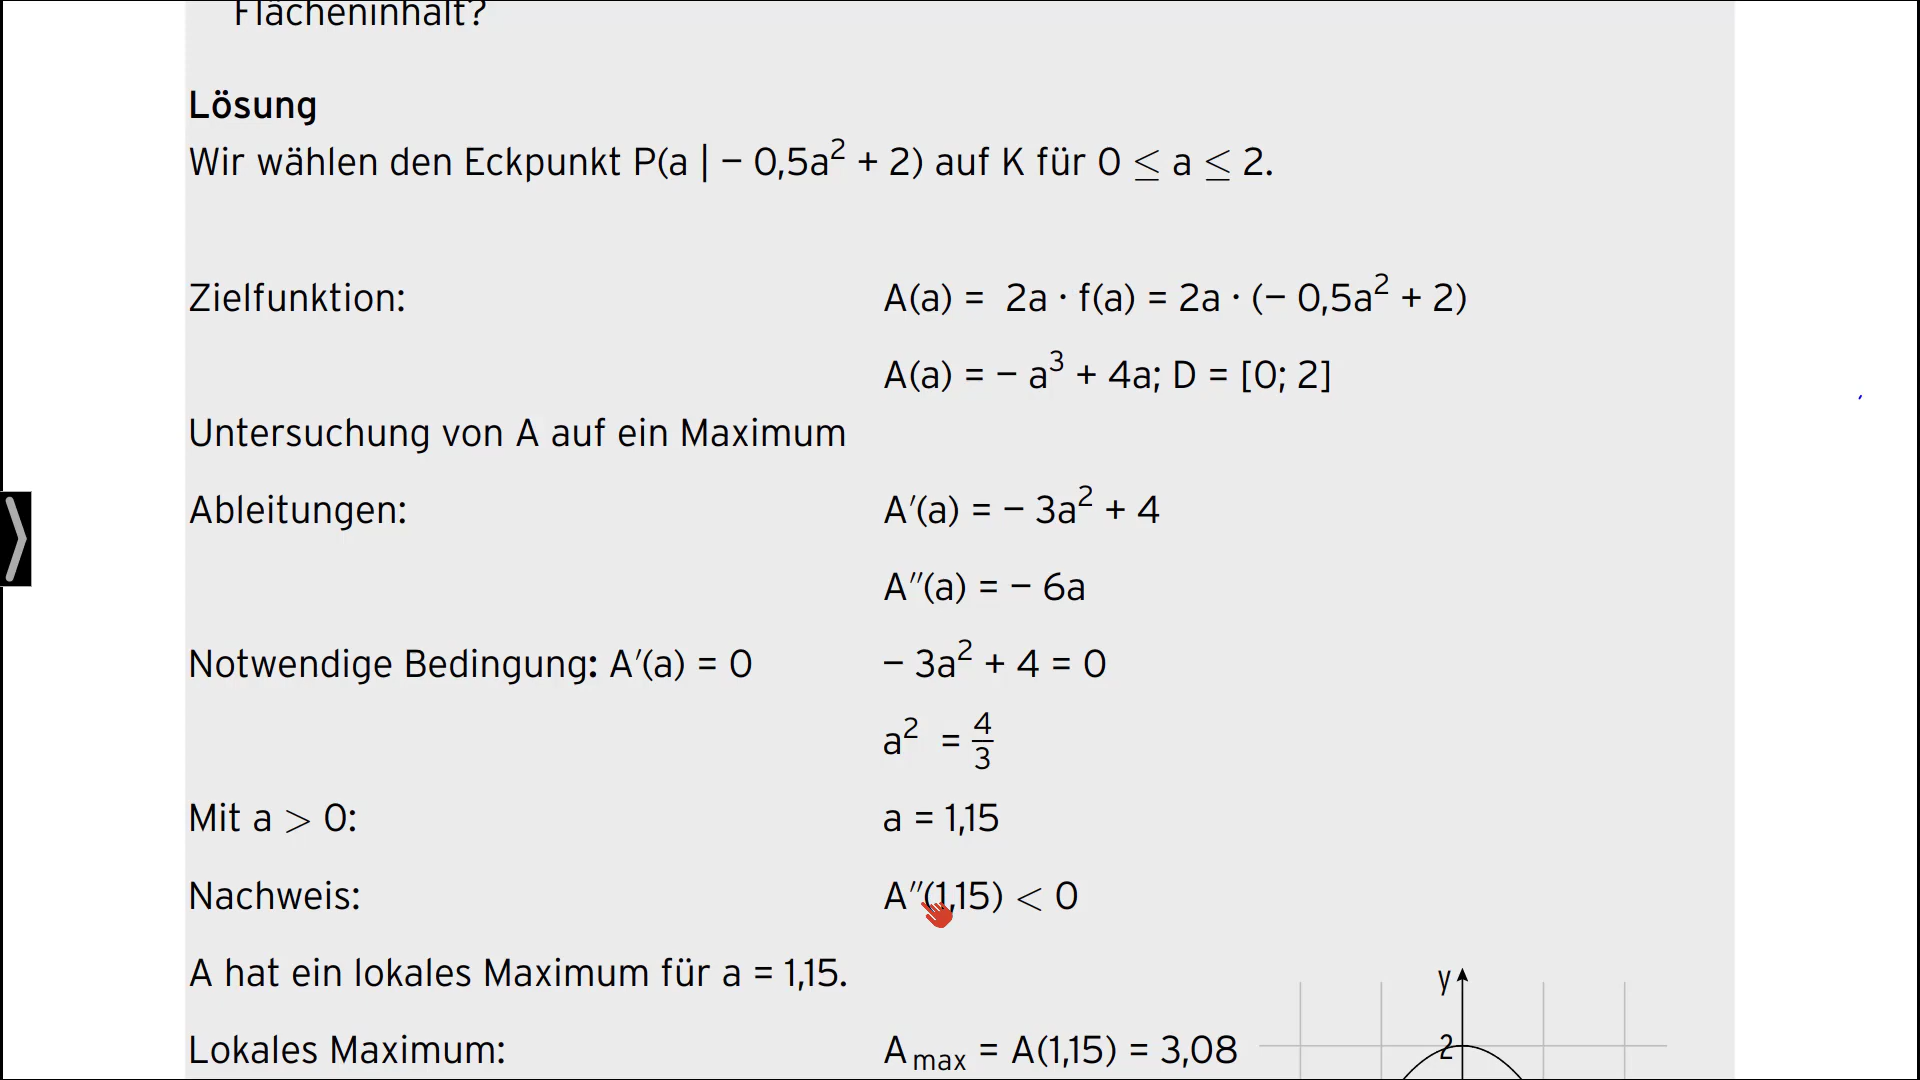 Flächeninhalt?
Lösung
Wir wählen den Eckpunkt P(a | − 0,5a² + 2) auf K für 0 ≤ a ≤ 2.
Zielfunktion: A(a) = 2a · f(a) = 2a · (− 0,5a² + 2)
A(a) = − a³ + 4a; D = [0; 2]
Untersuchung von A auf ein Maximum
Ableitungen: A′(a) = − 3a² + 4
A″(a) = − 6a
Notwendige Bedingung: A′(a) = 0 − 3a² + 4 = 0
a² = 4/3
Mit a > 0: a = 1,15
Nachweis: A″(1,15) < 0
A hat ein lokales Maximum für a = 1,15.
y
Lokales Maximum: A max = A(1,15) = 3,08
2